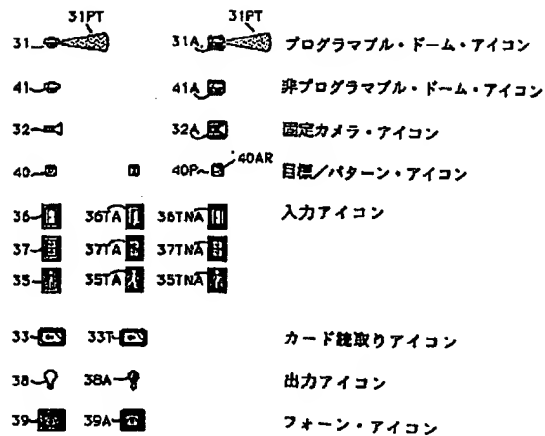 31PT 31PT
31 31A プログラマブル・ドーム・アイコン
41 41A 非プログラマブル・ドーム・アイコン
32 32A 固定カメラ・アイコン
40 40P 40AR 目標/パターン・アイコン
36 36TA 36TNA 入力アイコン
37 37TA 37TNA
35 35TA 35TNA
33 33T カード読取りアイコン
38 38A 出力アイコン
39 39A フォーン・アイコン